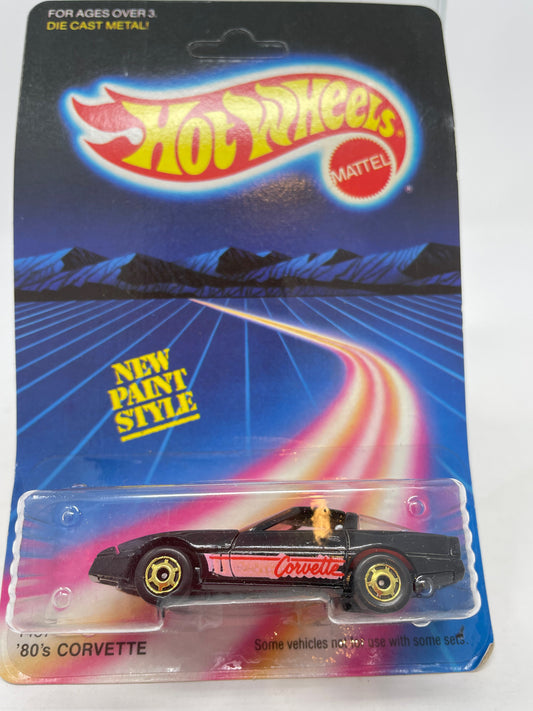 FOR AGES OVER 3.
DIE CAST METAL!
HOT WHEELS®
MATTEL
®
NEW
PAINT
STYLE
Corvette
'80's CORVETTE
Some vehicles not for use with some sets.